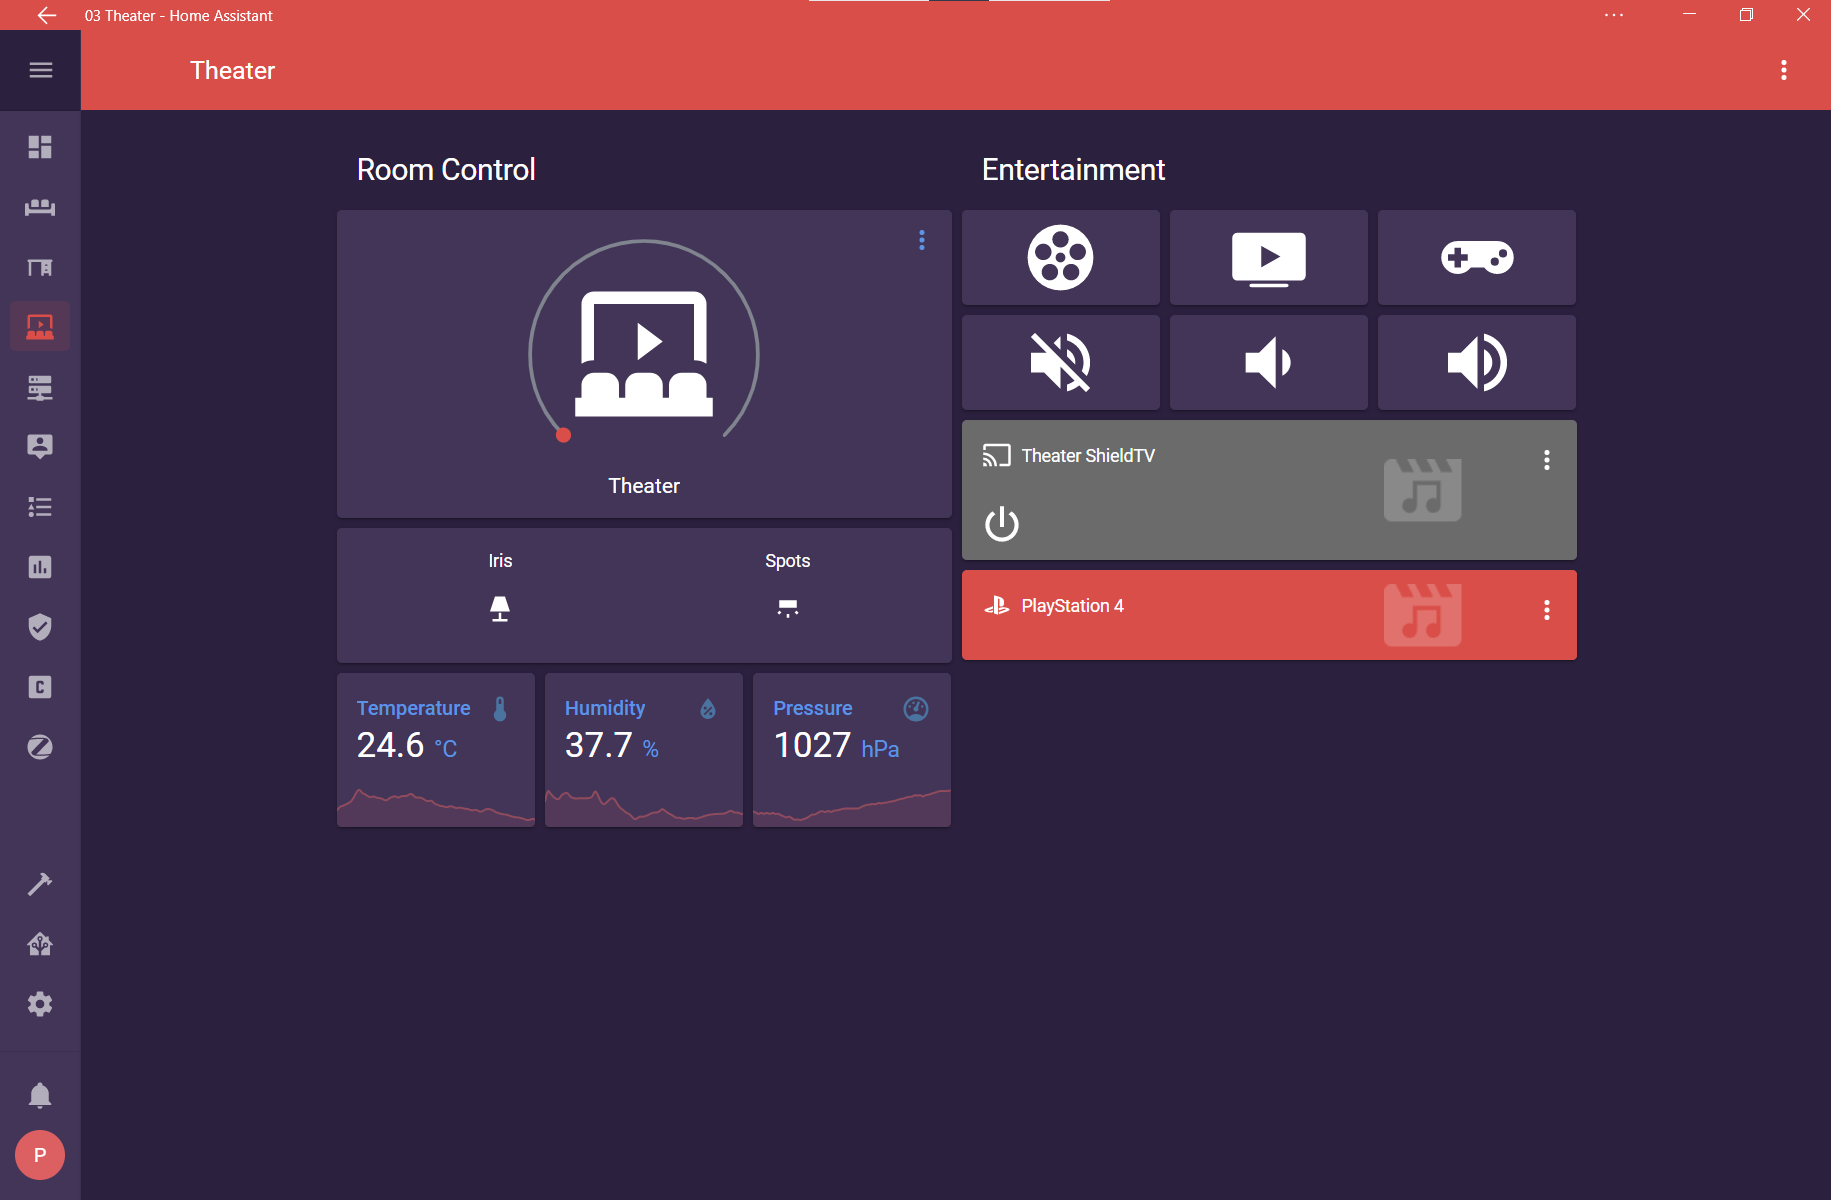 03 Theater - Home Assistant
Theater
Room Control
Theater
Iris
Spots
Temperature
24.6 °C
Humidity
37.7 %
Pressure
1027 hPa
Entertainment
Theater ShieldTV
PlayStation 4
C
P